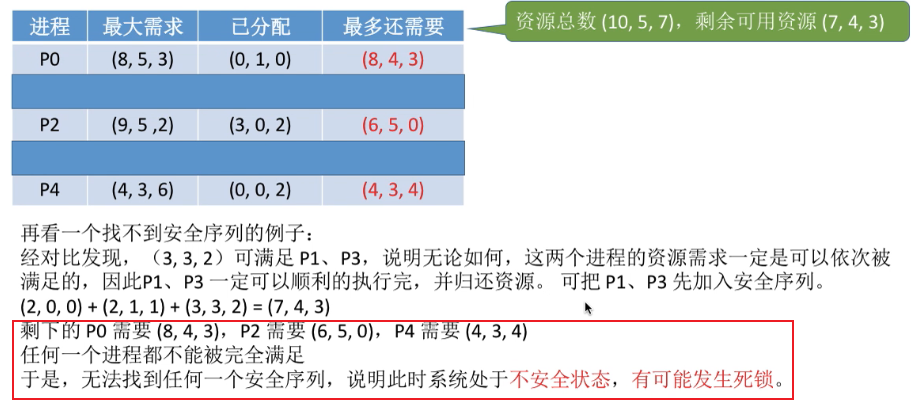 进程 最大需求 已分配 最多还需要
资源总数 (10, 5, 7)，剩余可用资源 (7, 4, 3)
P0 (8, 5, 3) (0, 1, 0) (8, 4, 3)
P2 (9, 5 ,2) (3, 0, 2) (6, 5, 0)
P4 (4, 3, 6) (0, 0, 2) (4, 3, 4)
再看一个找不到安全序列的例子：
经对比发现，（3, 3, 2）可满足 P1、P3，说明无论如何，这两个进程的资源需求一定是可以依次被
满足的，因此P1、P3 一定可以顺利的执行完，并归还资源。 可把 P1、P3 先加入安全序列。
(2, 0, 0) + (2, 1, 1) + (3, 3, 2) = (7, 4, 3)
剩下的 P0 需要 (8, 4, 3)，P2 需要 (6, 5, 0)，P4 需要 (4, 3, 4)
任何一个进程都不能被完全满足
于是，无法找到任何一个安全序列，说明此时系统处于不安全状态，有可能发生死锁。